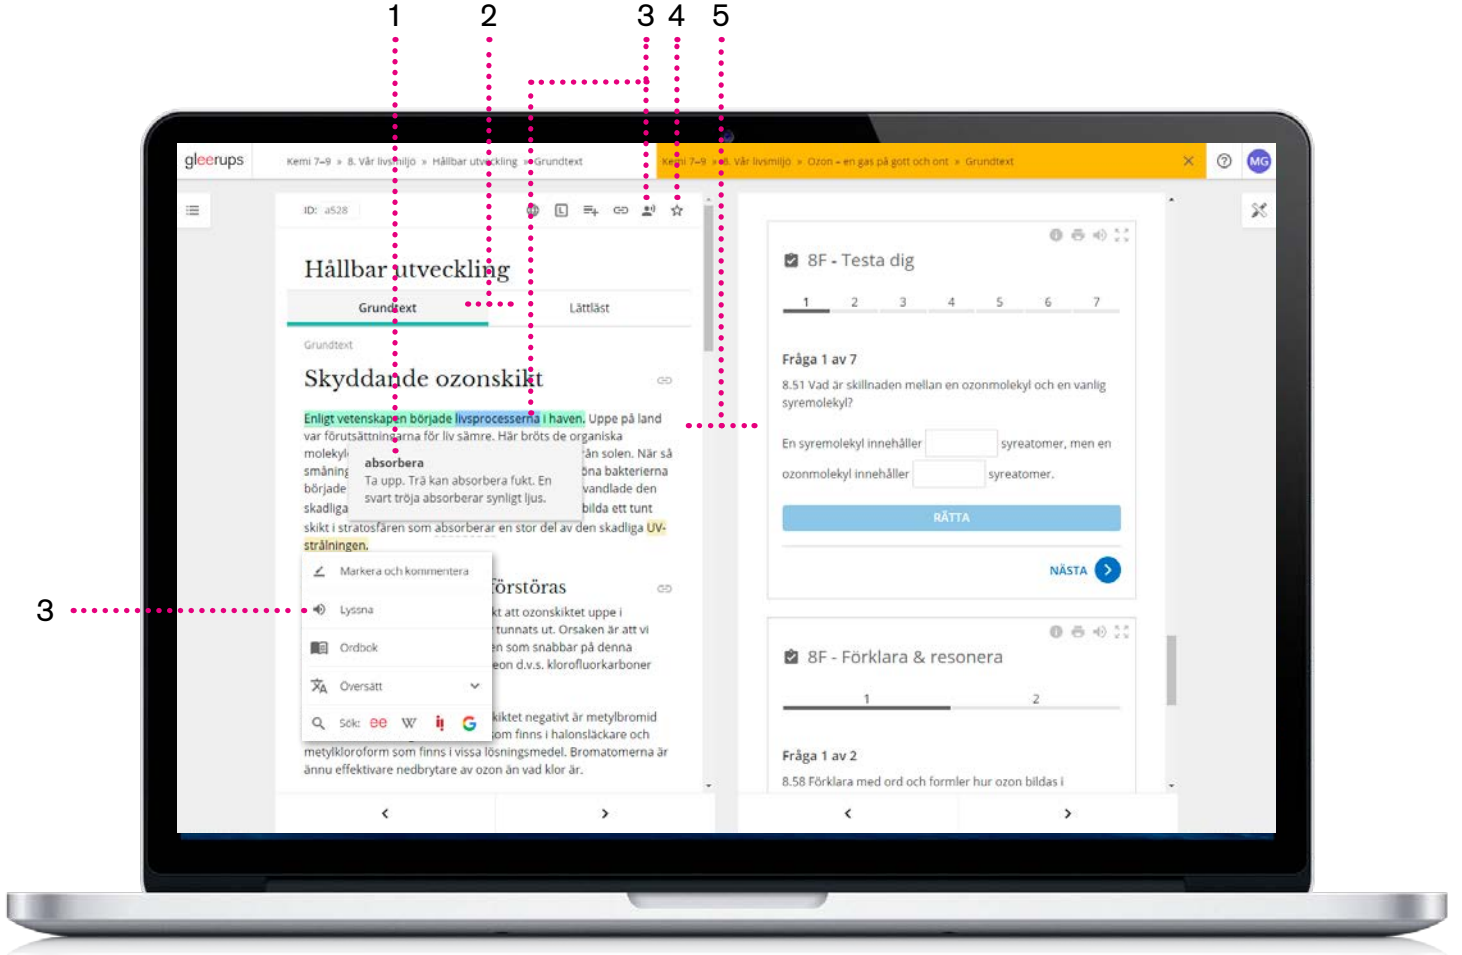 1 2 3 4 5
gleerups
Kemi 7–9 » 8. Vår livsmiljö » Hållbar utveckling » Grundtext
Kemi 7–9 » 8. Vår livsmiljö » Ozon – en gas på gott och ont » Grundtext
MG
ID: a528
L
Hållbar utveckling
Grundtext
Lättläst
Grundtext
Skyddande ozonskikt
Enligt vetenskapen började livsprocesserna i haven. Uppe på land
var förutsättningarna för liv sämre. Här bröts de organiska
molekyl rån solen. När så
småning öna bakterierna
började vandlade den
skadliga bilda ett tunt
skikt i stratosfären som absorberar en stor del av den skadliga UV-
strålningen.
absorbera
Ta upp. Trä kan absorbera fukt. En
svart tröja absorberar synligt ljus.
förstöras
kt att ozonskiktet uppe i
tunnats ut. Orsaken är att vi
en som snabbar på denna
eon d.v.s. klorofluorkarboner
kiktet negativt är metylbromid
om finns i halonsläckare och
metylkloroform som finns i vissa lösningsmedel. Bromatomerna är
ännu effektivare nedbrytare av ozon än vad klor är.
Markera och kommentera
3
Lyssna
Ordbok
Översätt
Sök: ee W G
8F - Testa dig
1 2 3 4 5 6 7
Fråga 1 av 7
8.51 Vad är skillnaden mellan en ozonmolekyl och en vanlig
syremolekyl?
En syremolekyl innehåller syreatomer, men en
ozonmolekyl innehåller syreatomer.
RÄTTA
NÄSTA
8F - Förklara & resonera
1 2
Fråga 1 av 2
8.58 Förklara med ord och formler hur ozon bildas i